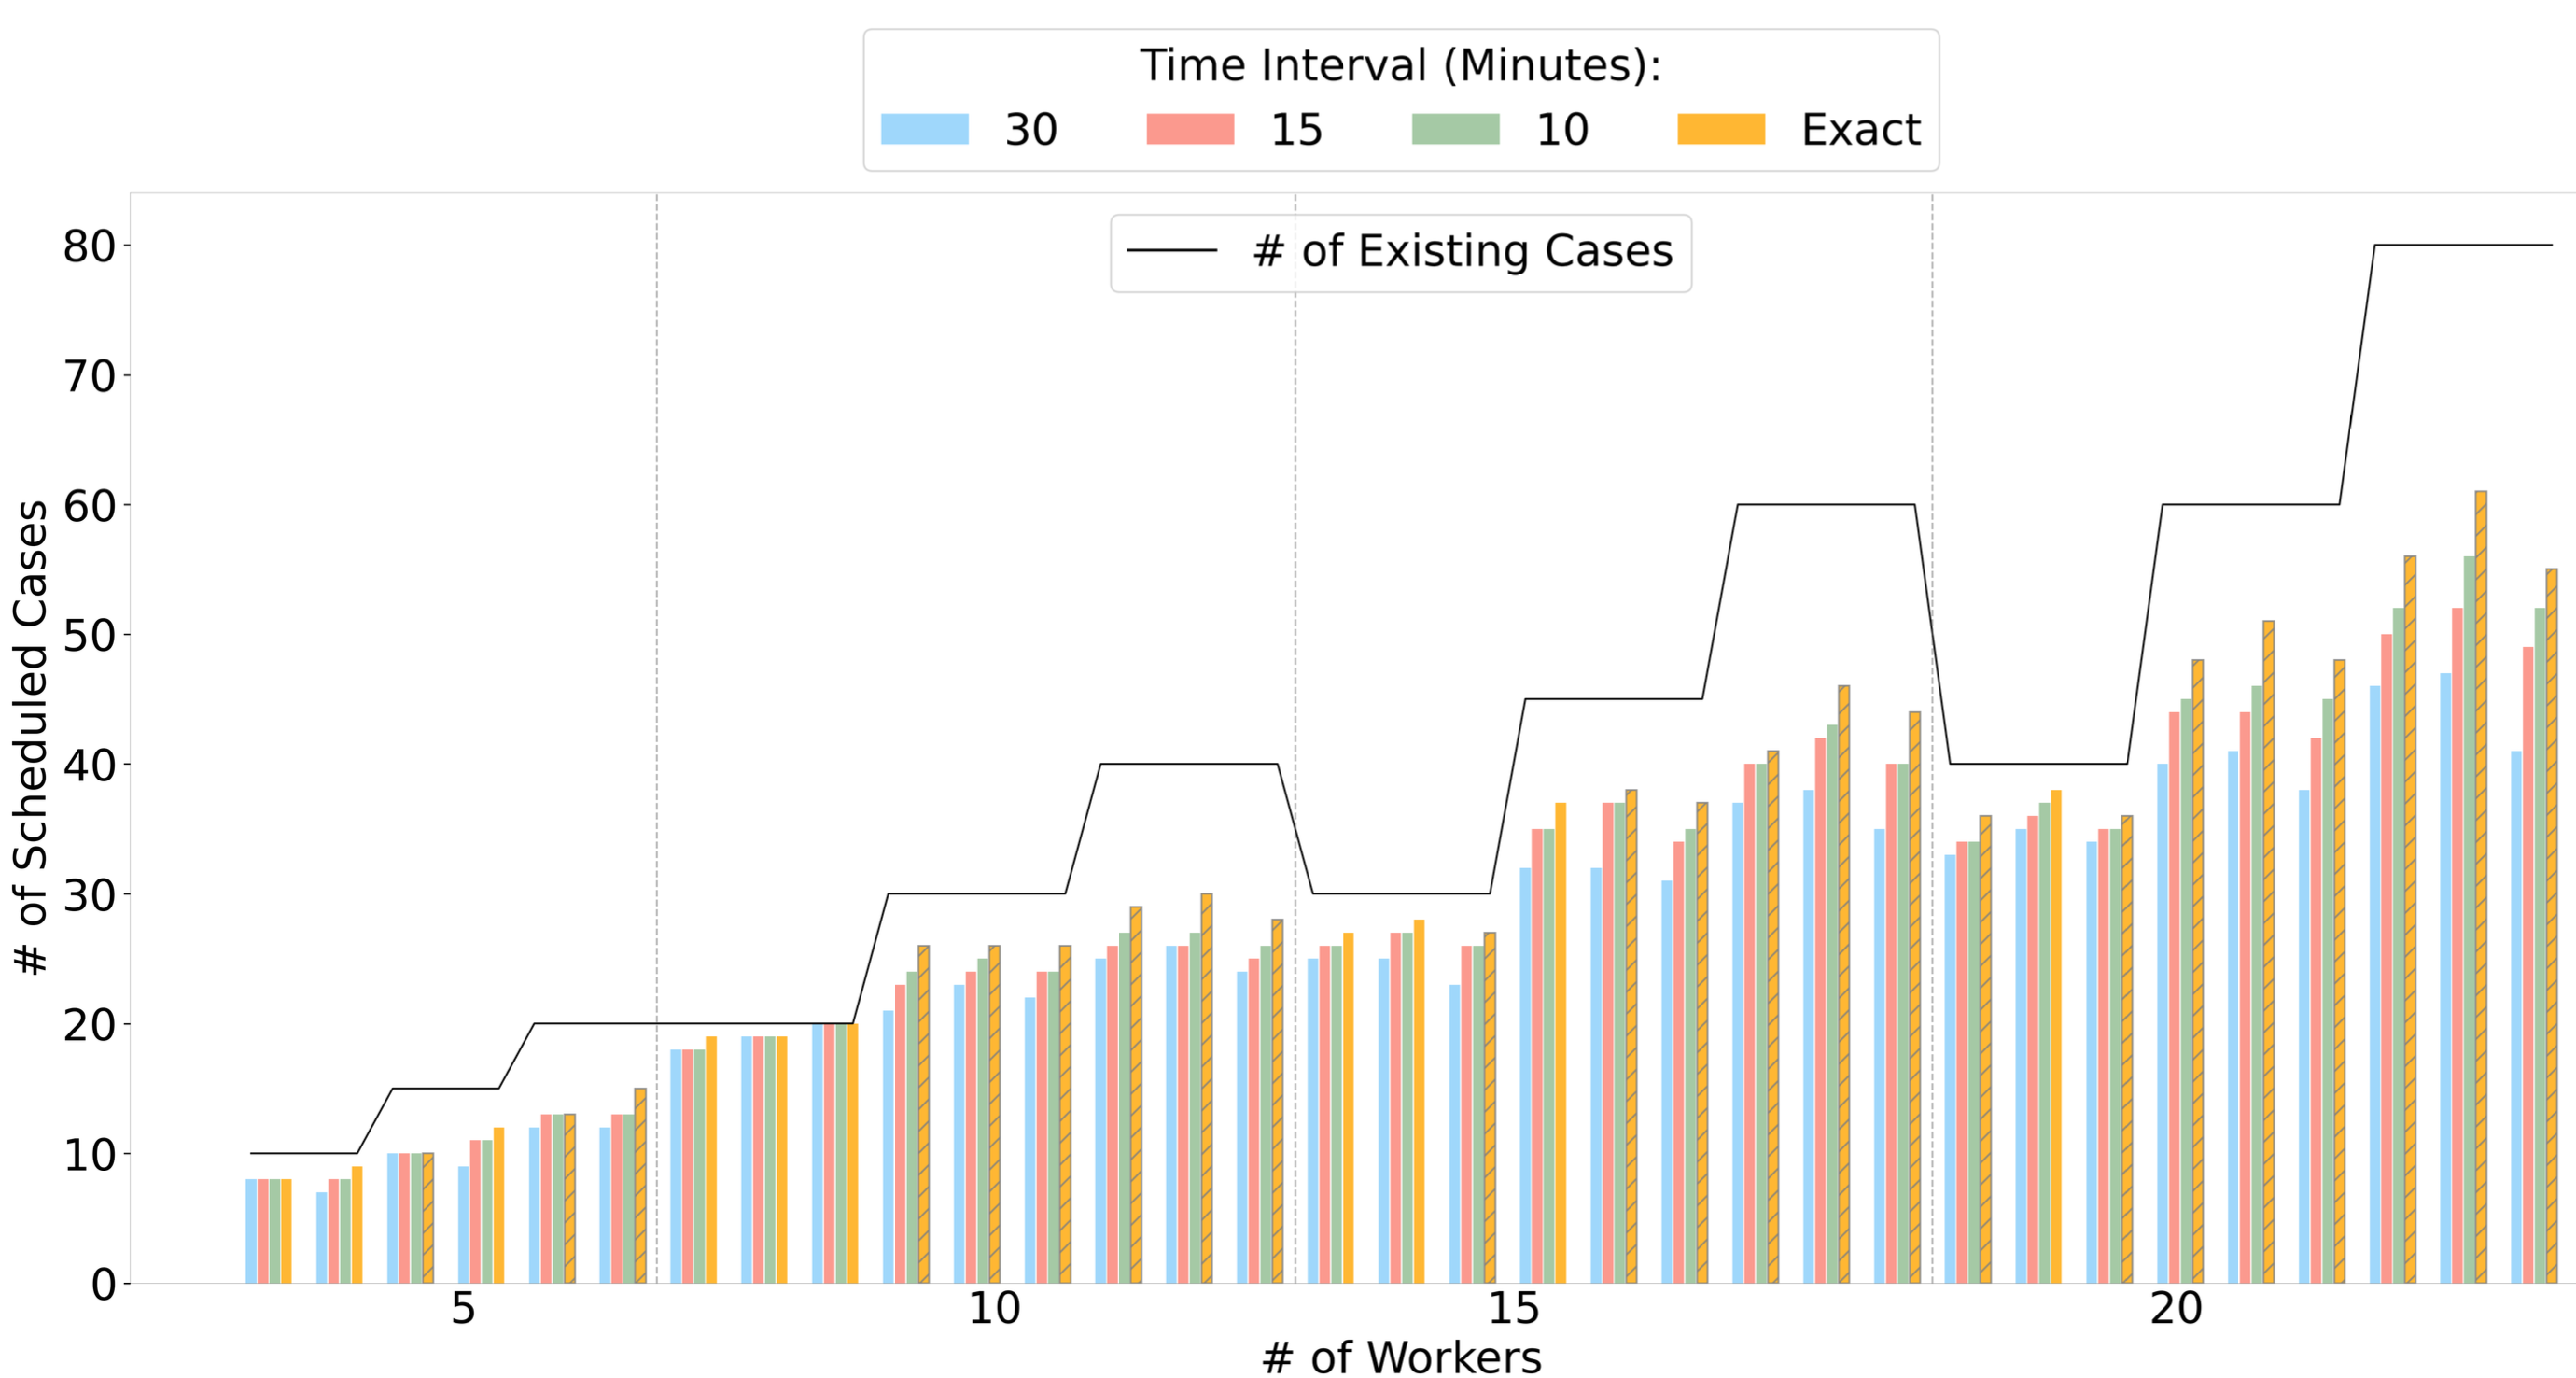 Time Interval (Minutes):
30 15 10 Exact
# of Existing Cases
80
70
60
50
40
30
20
10
0
# of Scheduled Cases
5 10 15 20
# of Workers